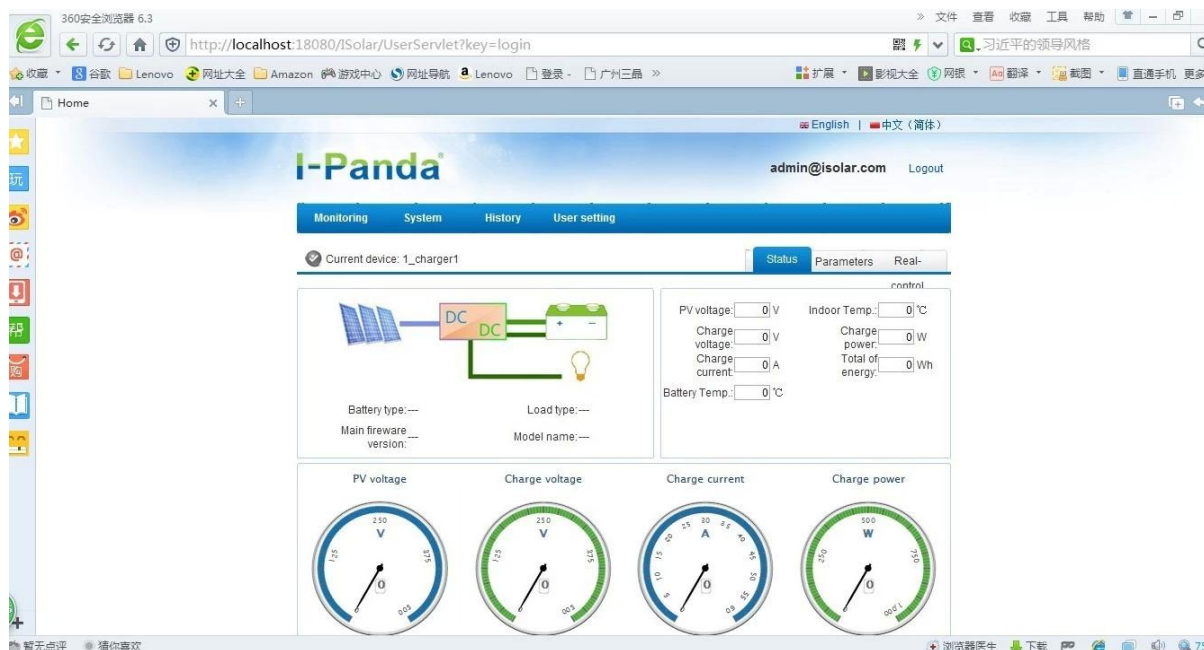 360安全浏览器 6.3
» 文件 查看 收藏 工具 帮助
http://localhost:18080/ISolar/UserServlet?key=login
习近平的领导风格
收藏 谷歌 Lenovo 网址大全 Amazon 游戏中心 网址导航 Lenovo 登录 - 广州三晶 »
扩展 影视大全 网银 翻译 截图 直通手机 更多
Home
English | 中文（简体）
I-Panda
admin@isolar.com Logout
Monitoring System History User setting
Current device: 1_charger1
Status Parameters Real-
control
DC
DC
+ −
Battery type:---
Load type:---
Main fireware
version:---
Model name:---
PV voltage: 0 V
Indoor Temp.: 0 ℃
Charge
voltage: 0 V
Charge
power: 0 W
Charge
current: 0 A
Total of
energy: 0 Wh
Battery Temp.: 0 ℃
PV voltage
Charge voltage
Charge current
Charge power
0 125 250 375 500
V
0
0 125 250 375 500
V
0
0 5 10 15 20 25 30 35 40 45 50 55 60
A
0
0 250 500 750 1,000
W
0
玩
@
帮
购
暂无点评 猜你喜欢
浏览器医生 下载